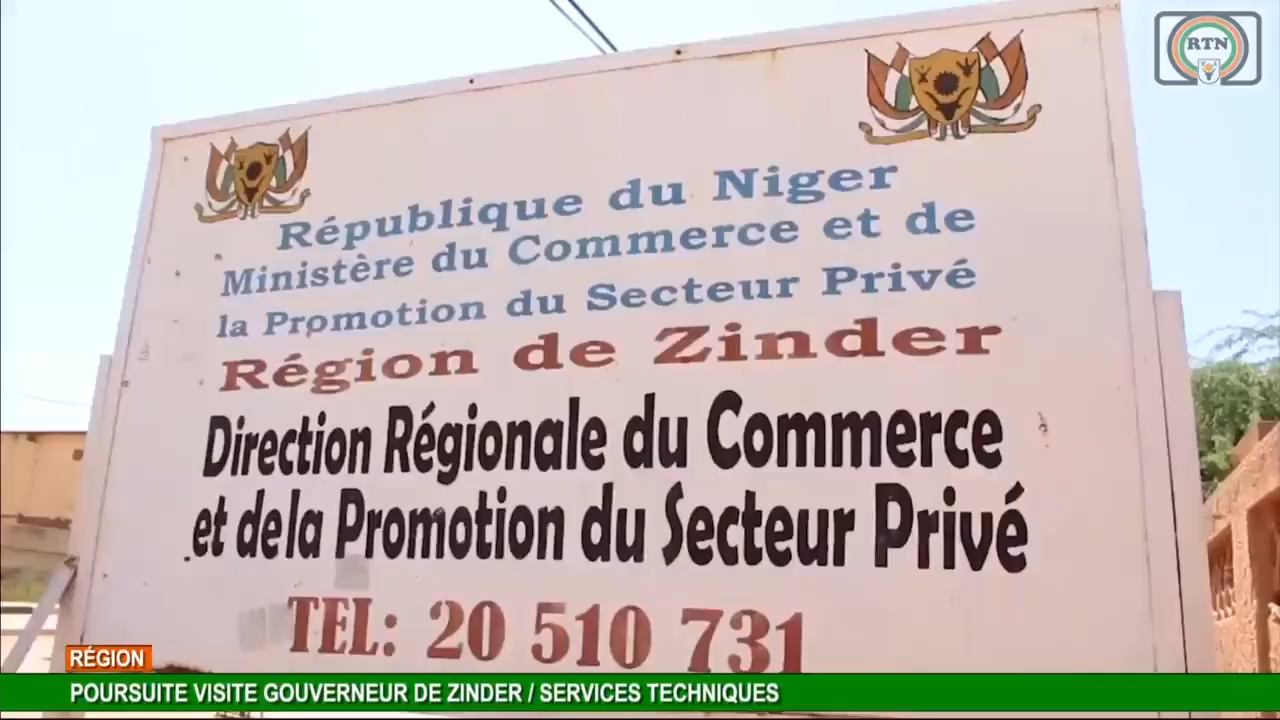 RTN
République du Niger
Ministère du Commerce et de
la Promotion du Secteur Privé
Région de Zinder
Direction Régionale du Commerce
et de la Promotion du Secteur Privé
TEL: 20 510 731
RÉGION
POURSUITE VISITE GOUVERNEUR DE ZINDER / SERVICES TECHNIQUES